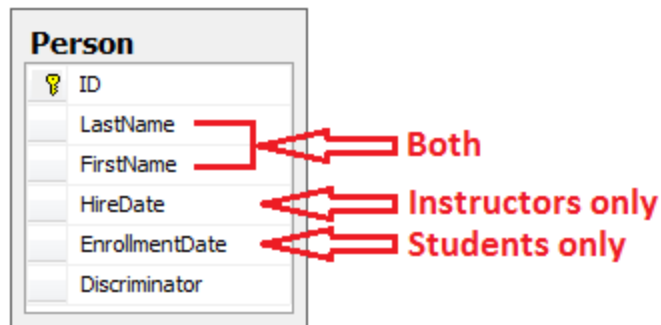 Person
ID
LastName
FirstName
Both
HireDate
Instructors only
EnrollmentDate
Students only
Discriminator